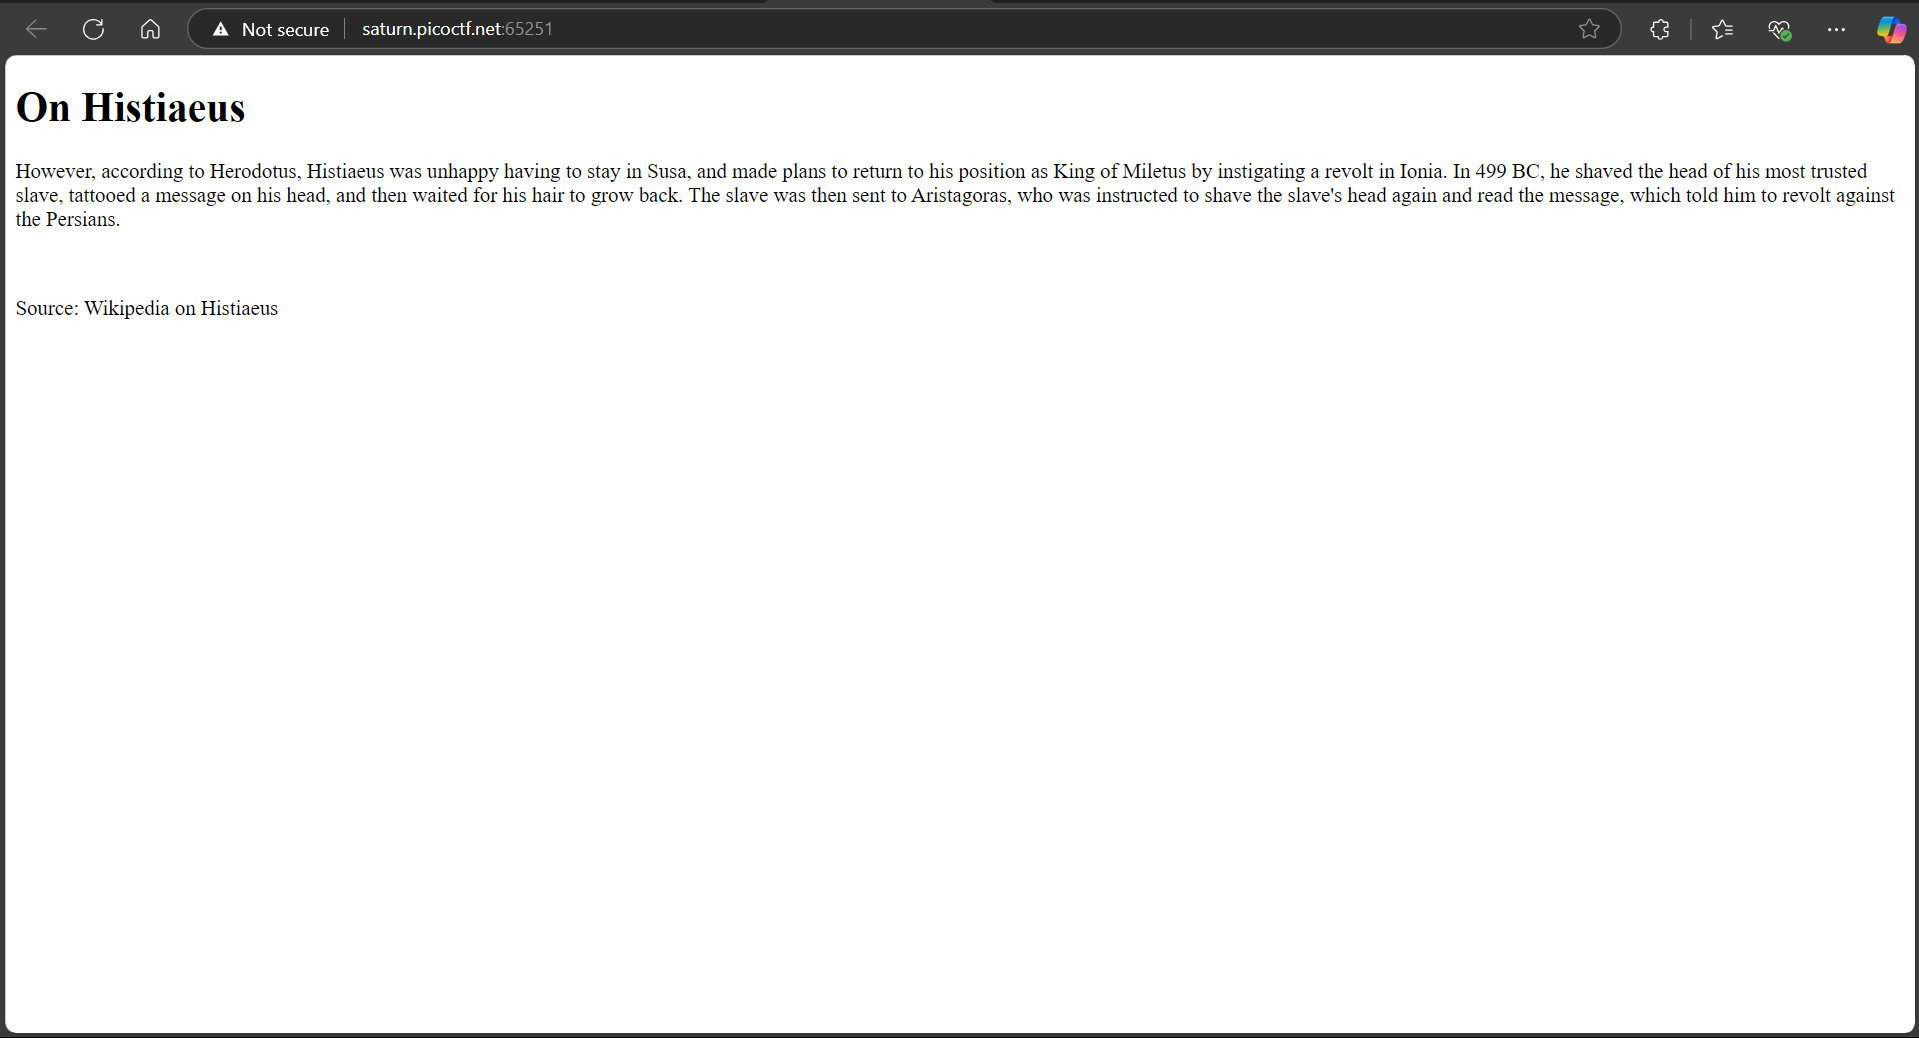 Not secure
saturn.picoctf.net:65251
On Histiaeus
However, according to Herodotus, Histiaeus was unhappy having to stay in Susa, and made plans to return to his position as King of Miletus by instigating a revolt in Ionia. In 499 BC, he shaved the head of his most trusted
slave, tattooed a message on his head, and then waited for his hair to grow back. The slave was then sent to Aristagoras, who was instructed to shave the slave's head again and read the message, which told him to revolt against
the Persians.
Source: Wikipedia on Histiaeus